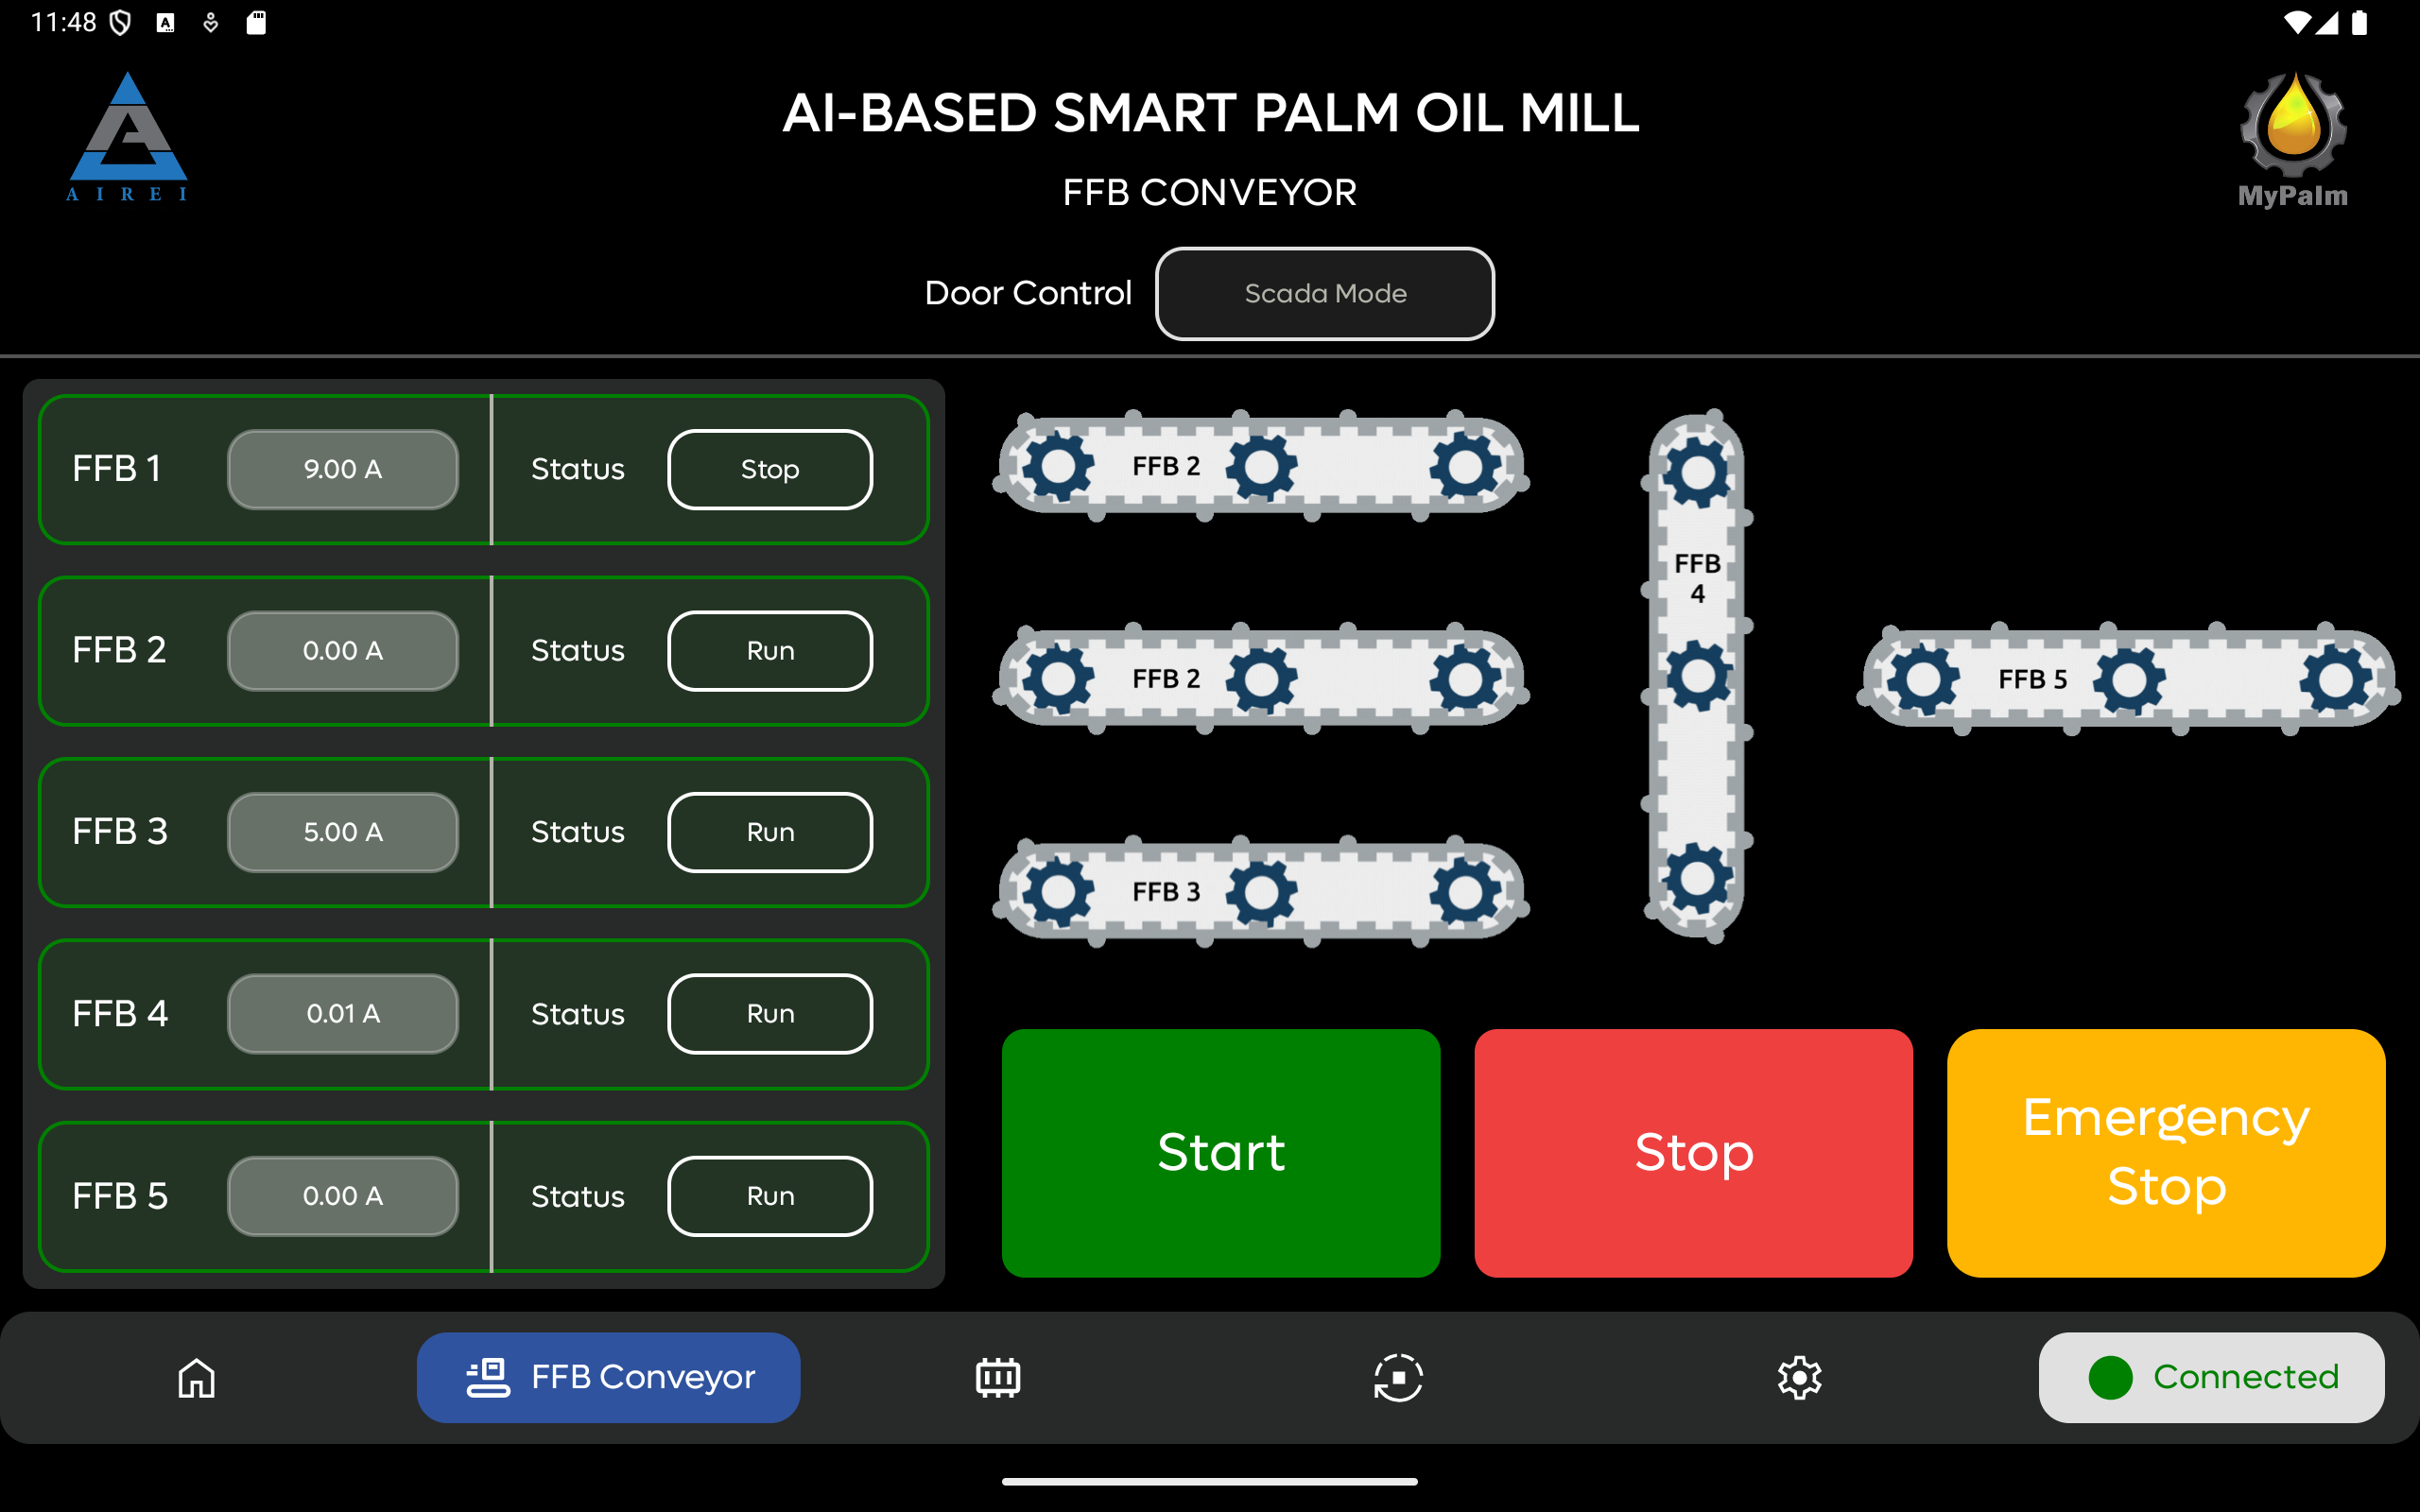 11:48
AIREI
AI-BASED SMART PALM OIL MILL
FFB CONVEYOR
MyPalm
Door Control
Scada Mode
FFB 1 9.00 A Status Stop
FFB 2 0.00 A Status Run
FFB 3 5.00 A Status Run
FFB 4 0.01 A Status Run
FFB 5 0.00 A Status Run
FFB 2
FFB 2
FFB 3
FFB
4
FFB 5
Start
Stop
Emergency
Stop
FFB Conveyor
Connected